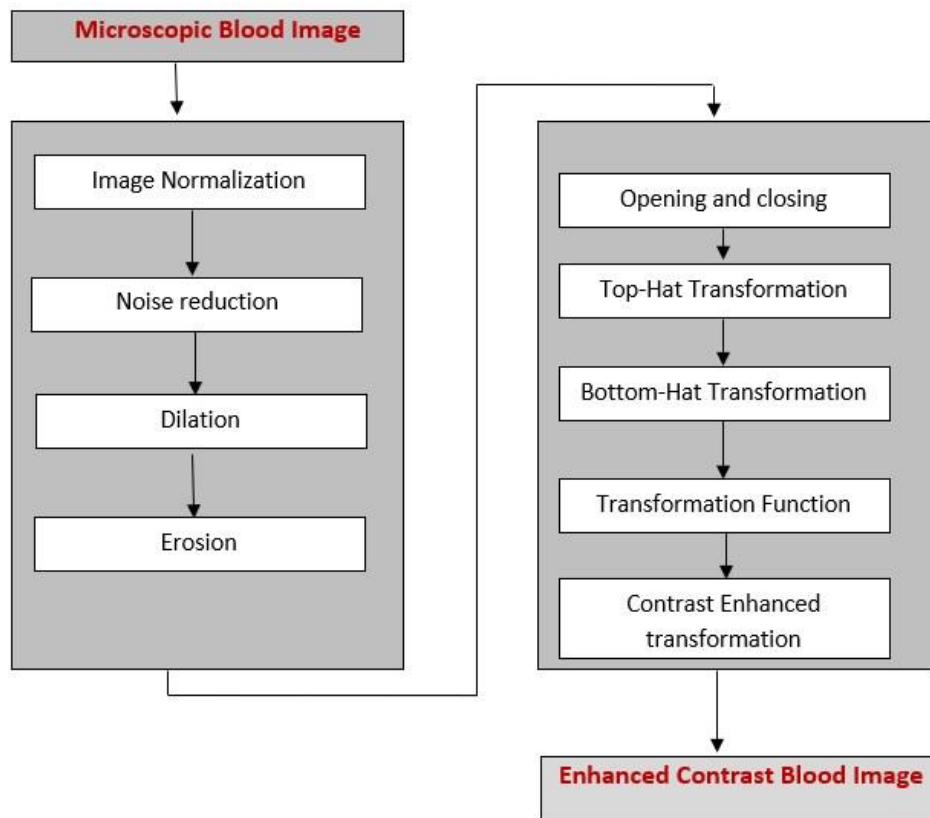 Microscopic Blood Image
Image Normalization
Noise reduction
Dilation
Erosion
Opening and closing
Top-Hat Transformation
Bottom-Hat Transformation
Transformation Function
Contrast Enhanced
transformation
Enhanced Contrast Blood Image